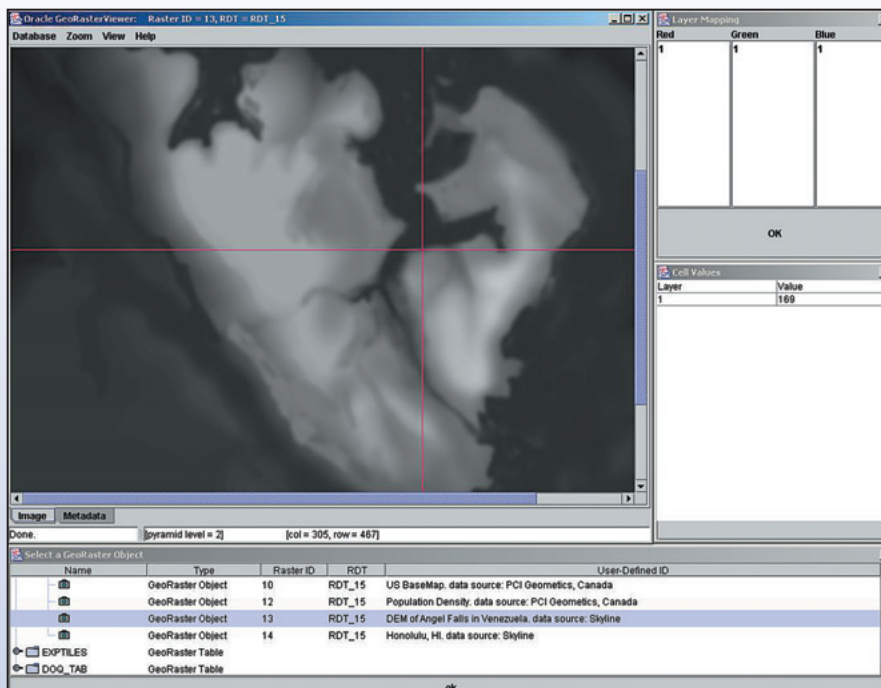 Oracle GeoRasterViewer: Raster ID = 13, RDT = RDT_15
Database Zoom View Help
Layer Mapping
Red Green Blue
1 1 1
OK
Cell Values
Layer Value
1 169
Image Metadata
Done. [pyramid level = 2] [col = 305, row = 467]
Select a GeoRaster Object
Name Type Raster ID RDT User-Defined ID
GeoRaster Object 10 RDT_15 US BaseMap. data source: PCI Geometics, Canada
GeoRaster Object 12 RDT_15 Population Density. data source: PCI Geometics, Canada
GeoRaster Object 13 RDT_15 DEM of Angel Falls in Venezuela. data source: Skyline
GeoRaster Object 14 RDT_15 Honolulu, HI. data source: Skyline
EXPTILES GeoRaster Table
DOQ_TAB GeoRaster Table
ok